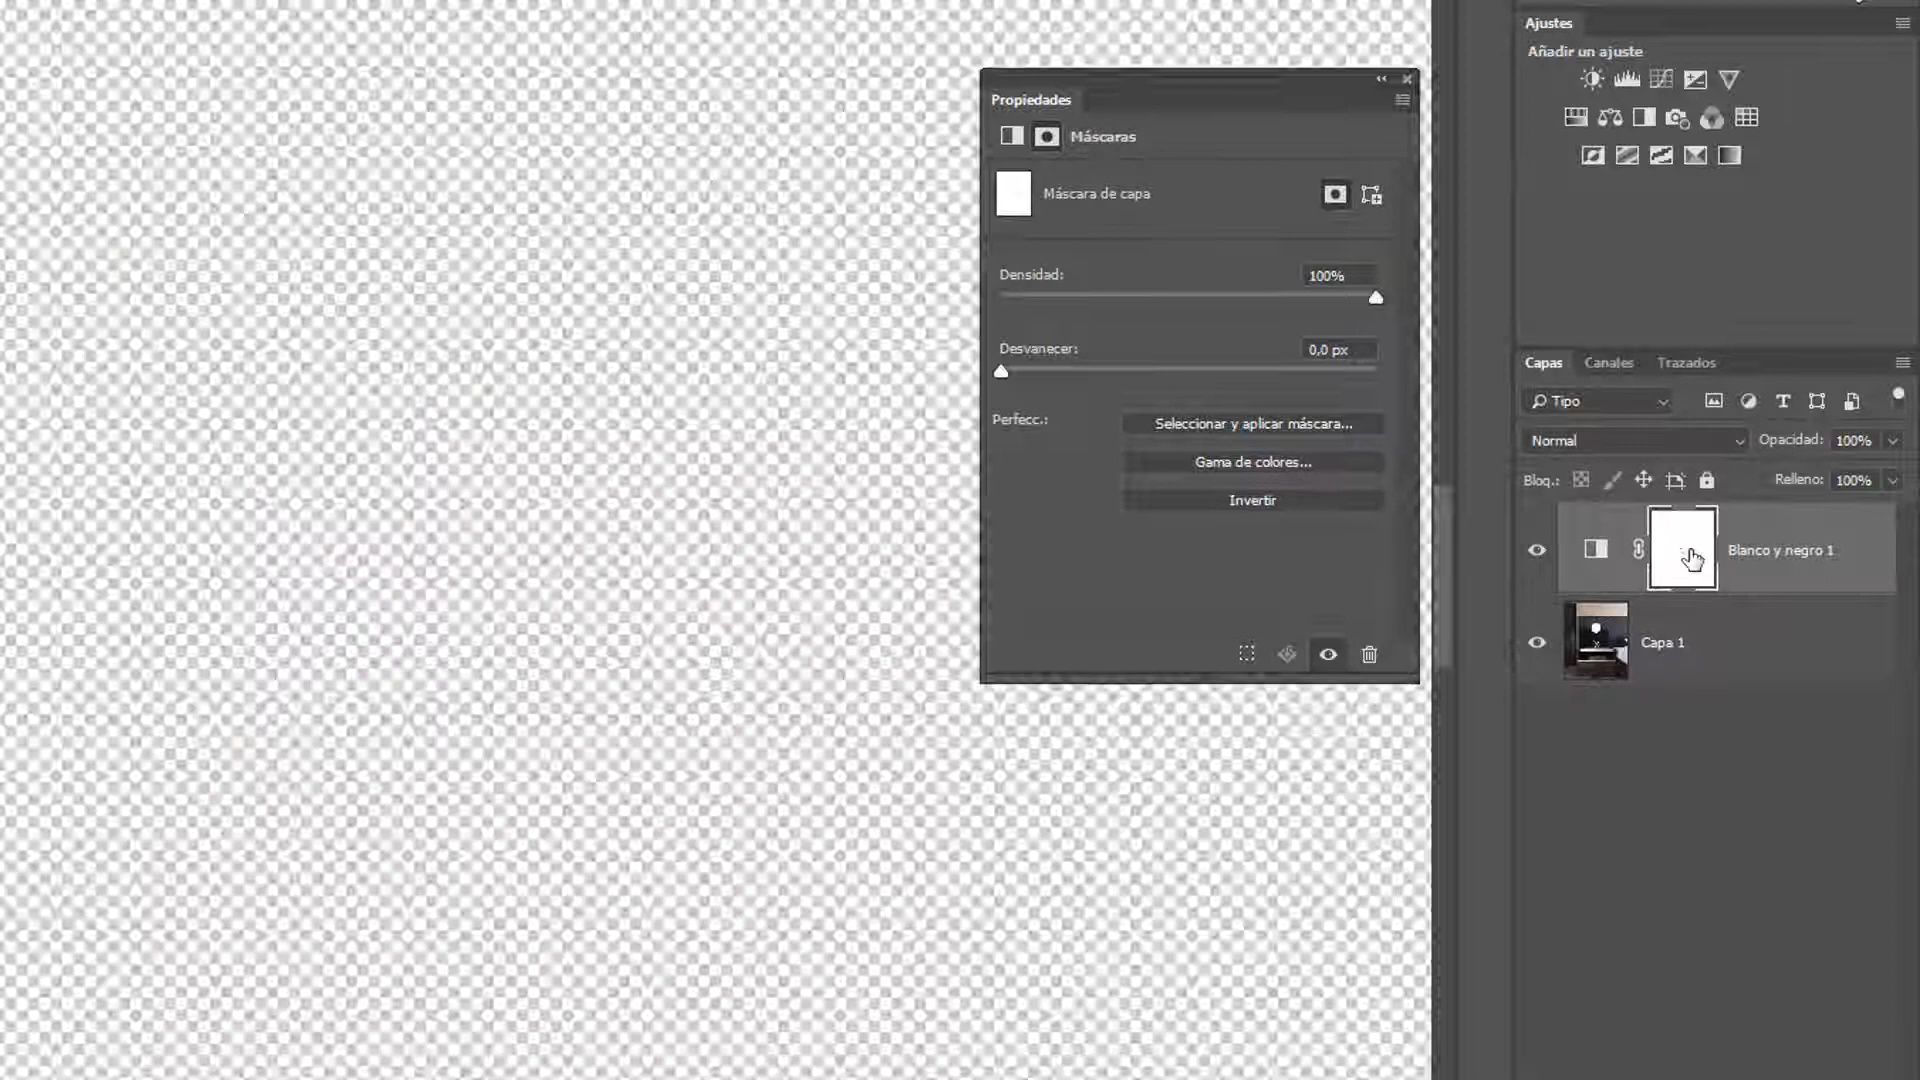 Ajustes
Añadir un ajuste
Propiedades
Máscaras
Máscara de capa
Densidad: 100%
Desvanecer: 0,0 px
Perfecc.: Seleccionar y aplicar máscara...
Gama de colores...
Invertir
Capas Canales Trazados
Tipo
Normal Opacidad: 100%
Bloq.: Relleno: 100%
Blanco y negro 1
Capa 1